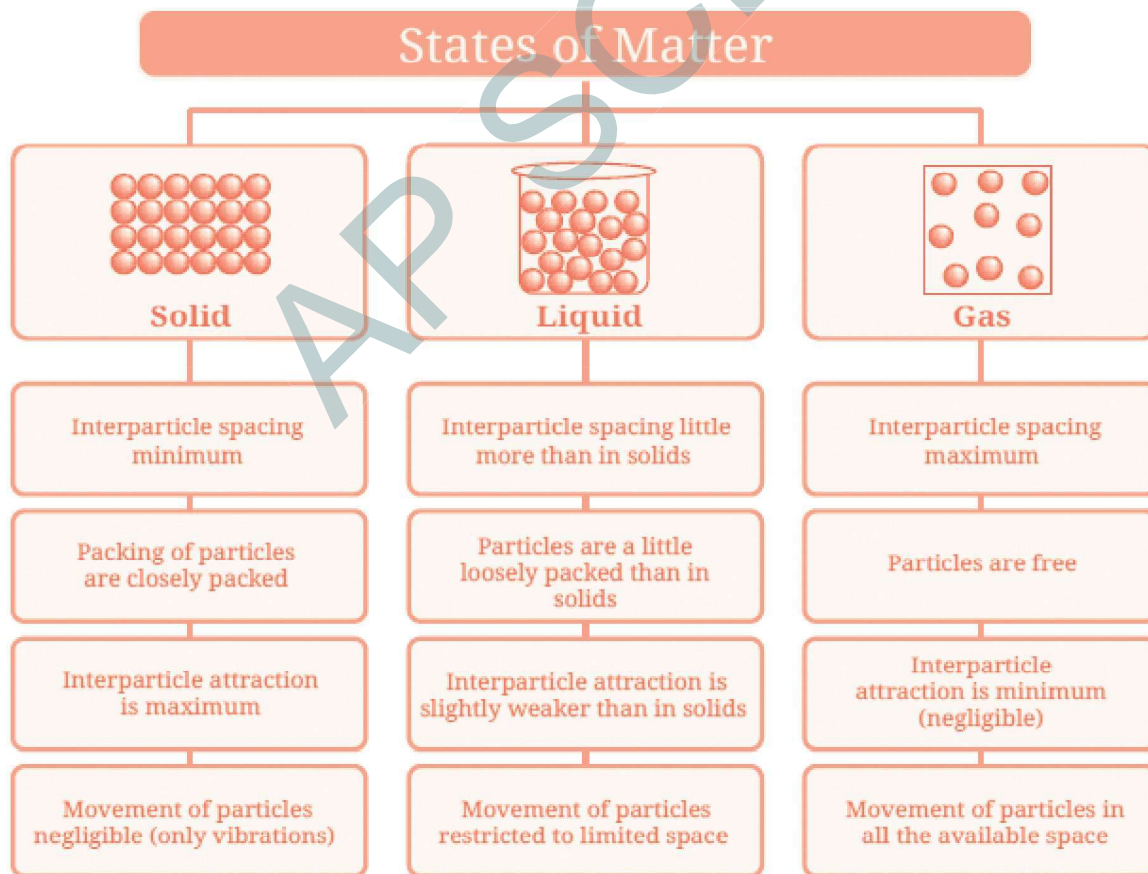 States of Matter
Solid
Liquid
Gas
Interparticle spacing
minimum
Interparticle spacing little
more than in solids
Interparticle spacing
maximum
Packing of particles
are closely packed
Particles are a little
loosely packed than in
solids
Particles are free
Interparticle attraction
is maximum
Interparticle attraction is
slightly weaker than in solids
Interparticle
attraction is minimum
(negligible)
Movement of particles
negligible (only vibrations)
Movement of particles
restricted to limited space
Movement of particles in
all the available space
AP